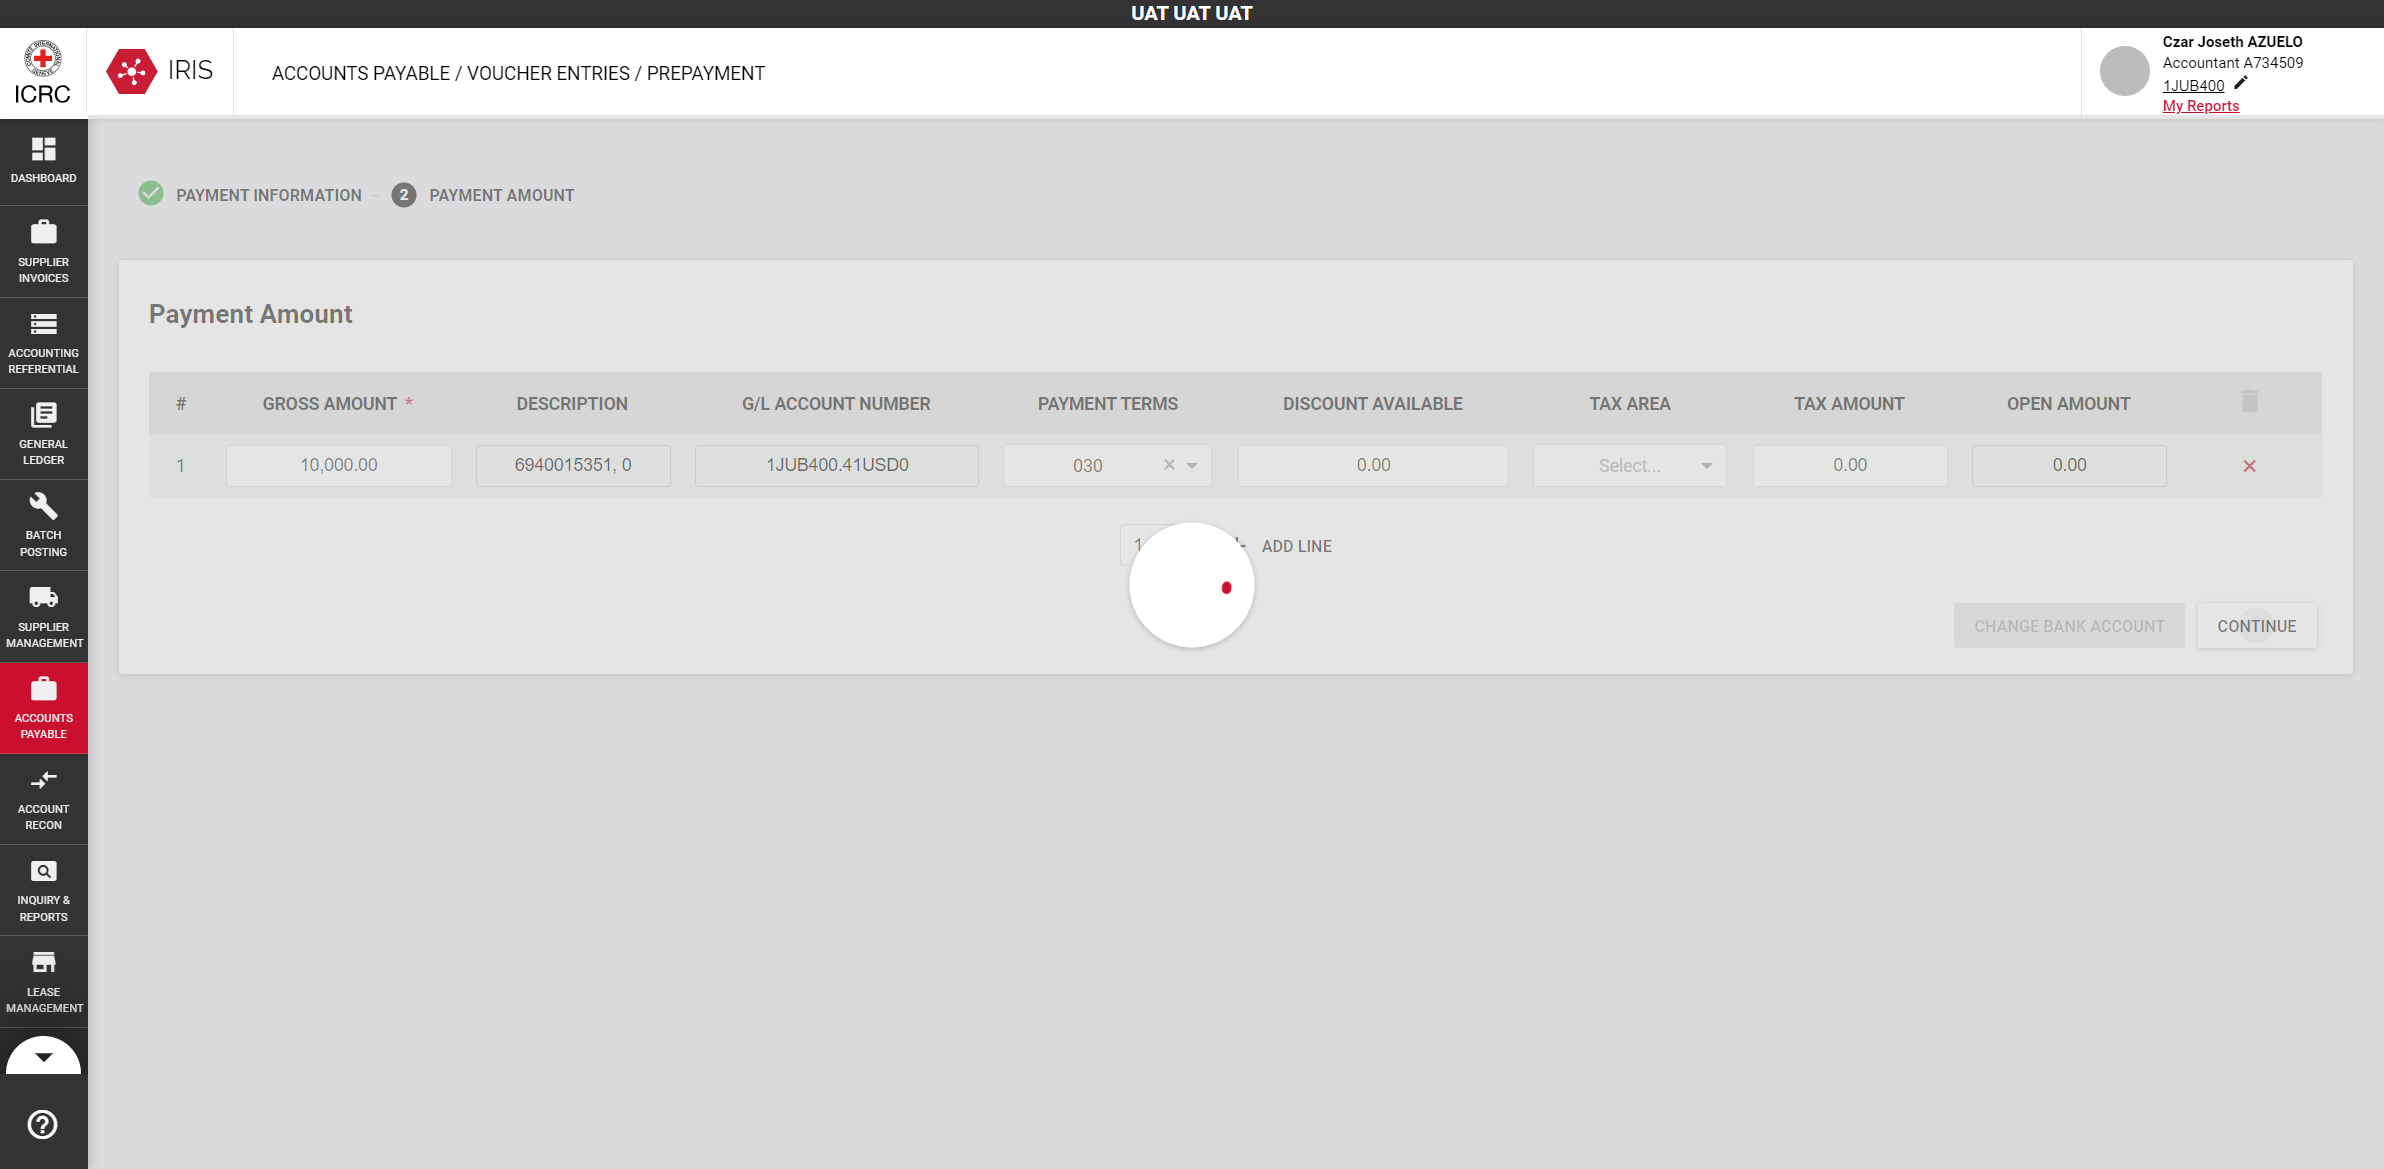 UAT UAT UAT
ICRC
IRIS
ACCOUNTS PAYABLE / VOUCHER ENTRIES / PREPAYMENT
Czar Joseth AZUELO
Accountant A734509
1JUB400
My Reports
DASHBOARD
SUPPLIER
INVOICES
ACCOUNTING
REFERENTIAL
GENERAL
LEDGER
BATCH
POSTING
SUPPLIER
MANAGEMENT
ACCOUNTS
PAYABLE
ACCOUNT
RECON
INQUIRY &
REPORTS
LEASE
MANAGEMENT
PAYMENT INFORMATION
2 PAYMENT AMOUNT
Payment Amount
# GROSS AMOUNT * DESCRIPTION G/L ACCOUNT NUMBER PAYMENT TERMS DISCOUNT AVAILABLE TAX AREA TAX AMOUNT OPEN AMOUNT
1 10,000.00 6940015351, 0 1JUB400.41USD0 030 0.00 Select... 0.00 0.00
1 ADD LINE
CHANGE BANK ACCOUNT CONTINUE